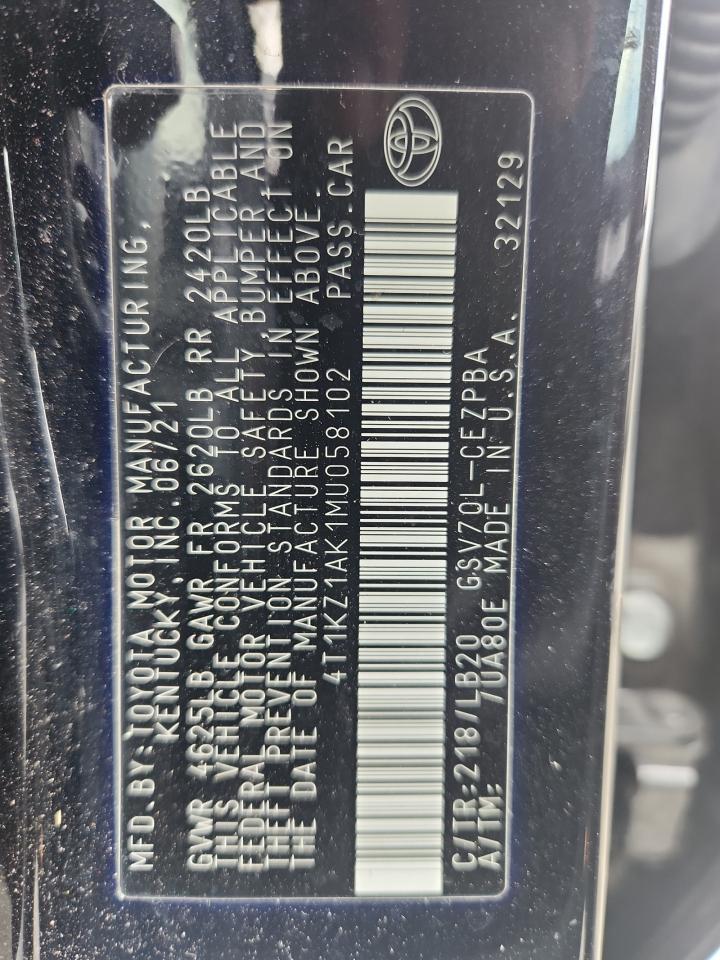 MFD.BY:TOYOTA MOTOR MANUFACTURING,
KENTUCKY,INC.06/21
GVWR 4625LB GAWR FR 2620LB RR 2420LB
THIS VEHICLE CONFORMS TO ALL APPLICABLE
FEDERAL MOTOR VEHICLE SAFETY, BUMPER AND
THEFT PREVENTION STANDARDS IN EFFECT ON
THE DATE OF MANUFACTURE SHOWN ABOVE.
4T1KZ1AK1MU058102 PASS.CAR
C/TR:218/LB20 GSV70L-CEZPBA
A/TM: /UA80E MADE IN U.S.A. 32129